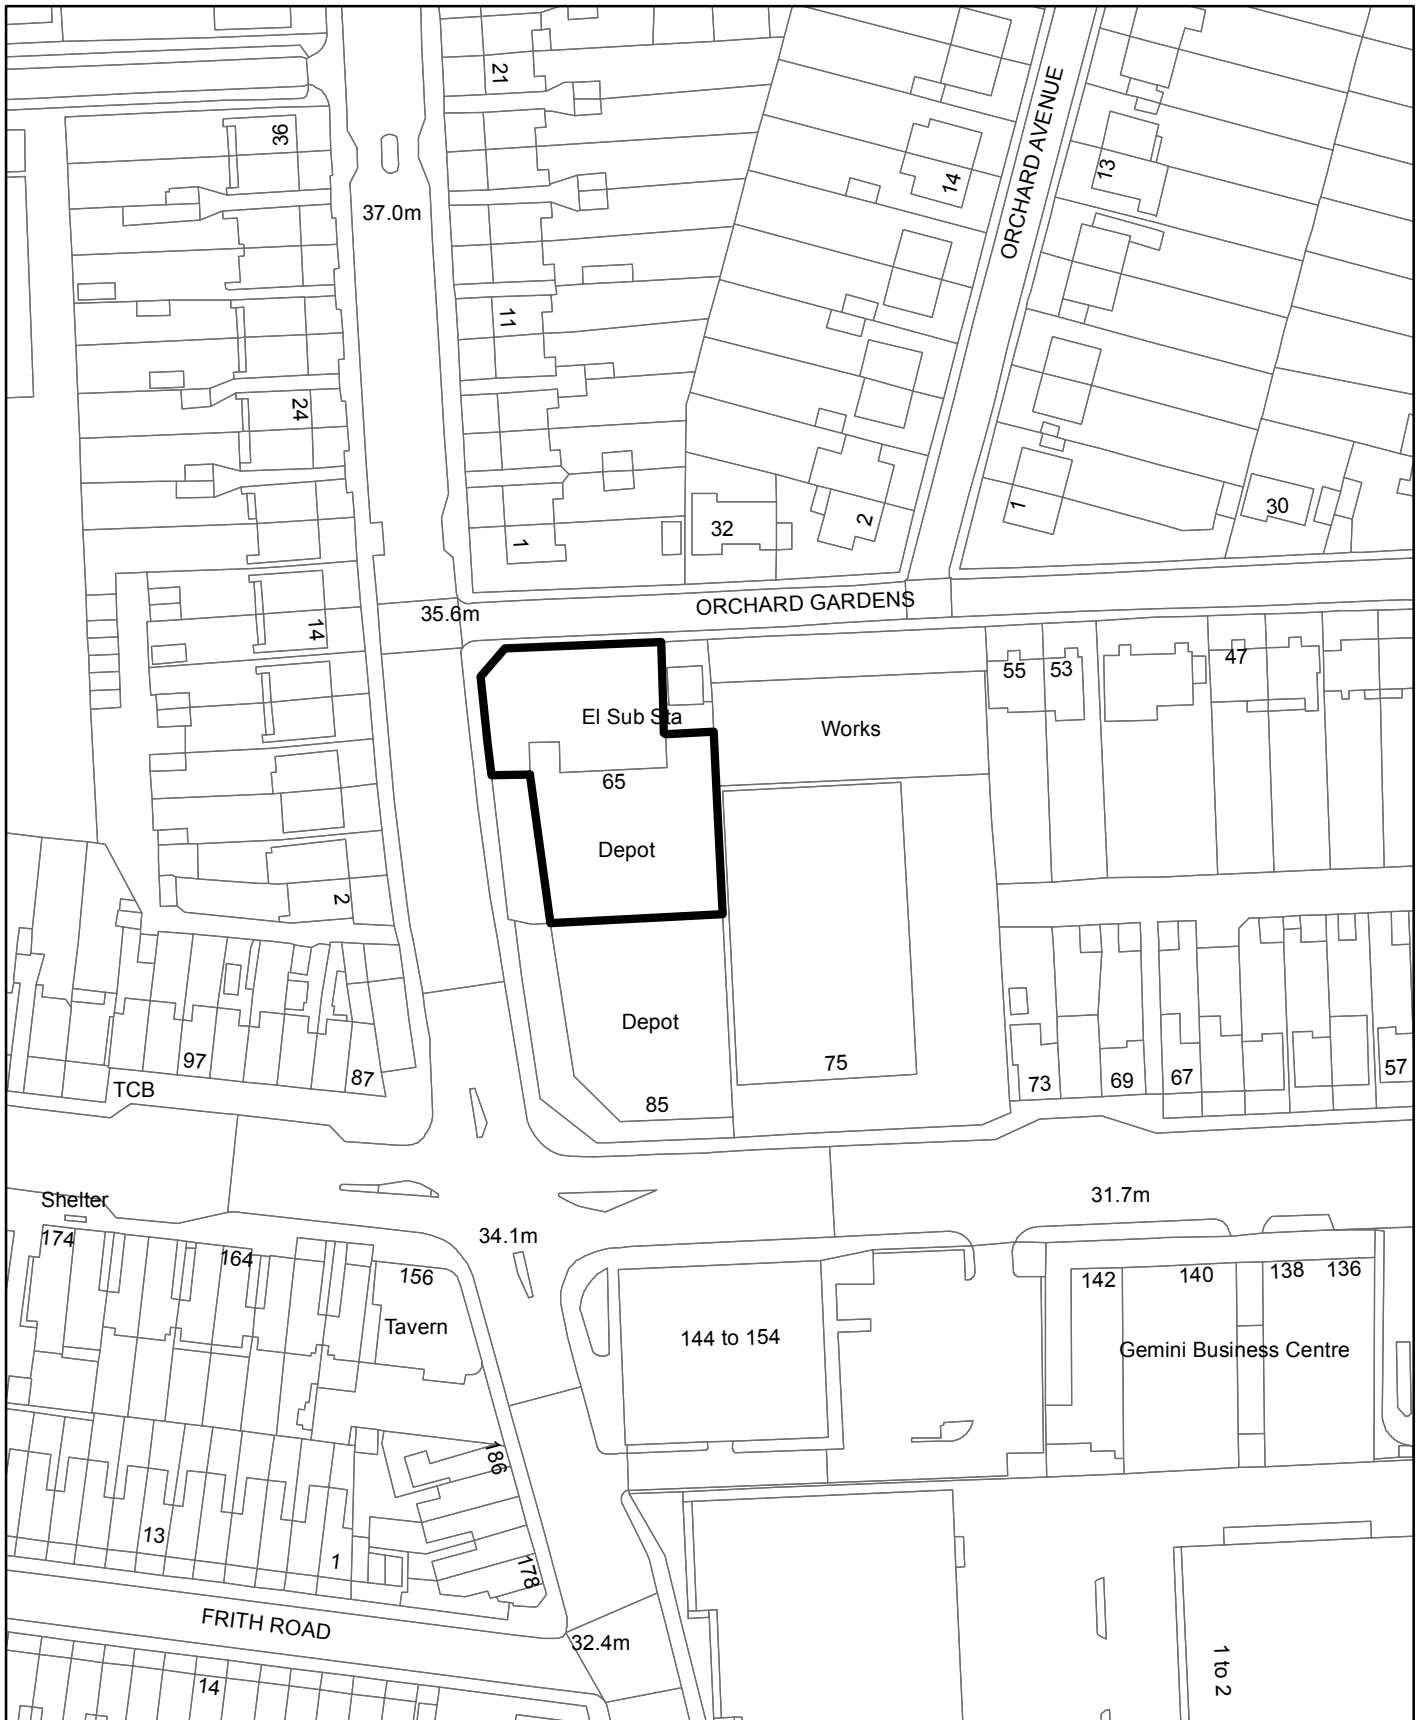 21
36
ORCHARD AVENUE
13
14
37.0m
11
24
30
1
32
2
1
ORCHARD GARDENS
35.6m
14
55
53
47
El Sub Sta
Works
65
Depot
2
Depot
97
87
75
73
69
67
57
TCB
85
31.7m
Shelter
174
164
34.1m
156
142
140
138
136
Tavern
144 to 154
Gemini Business Centre
186
13
1
178
FRITH ROAD
32.4m
14
1 to 2